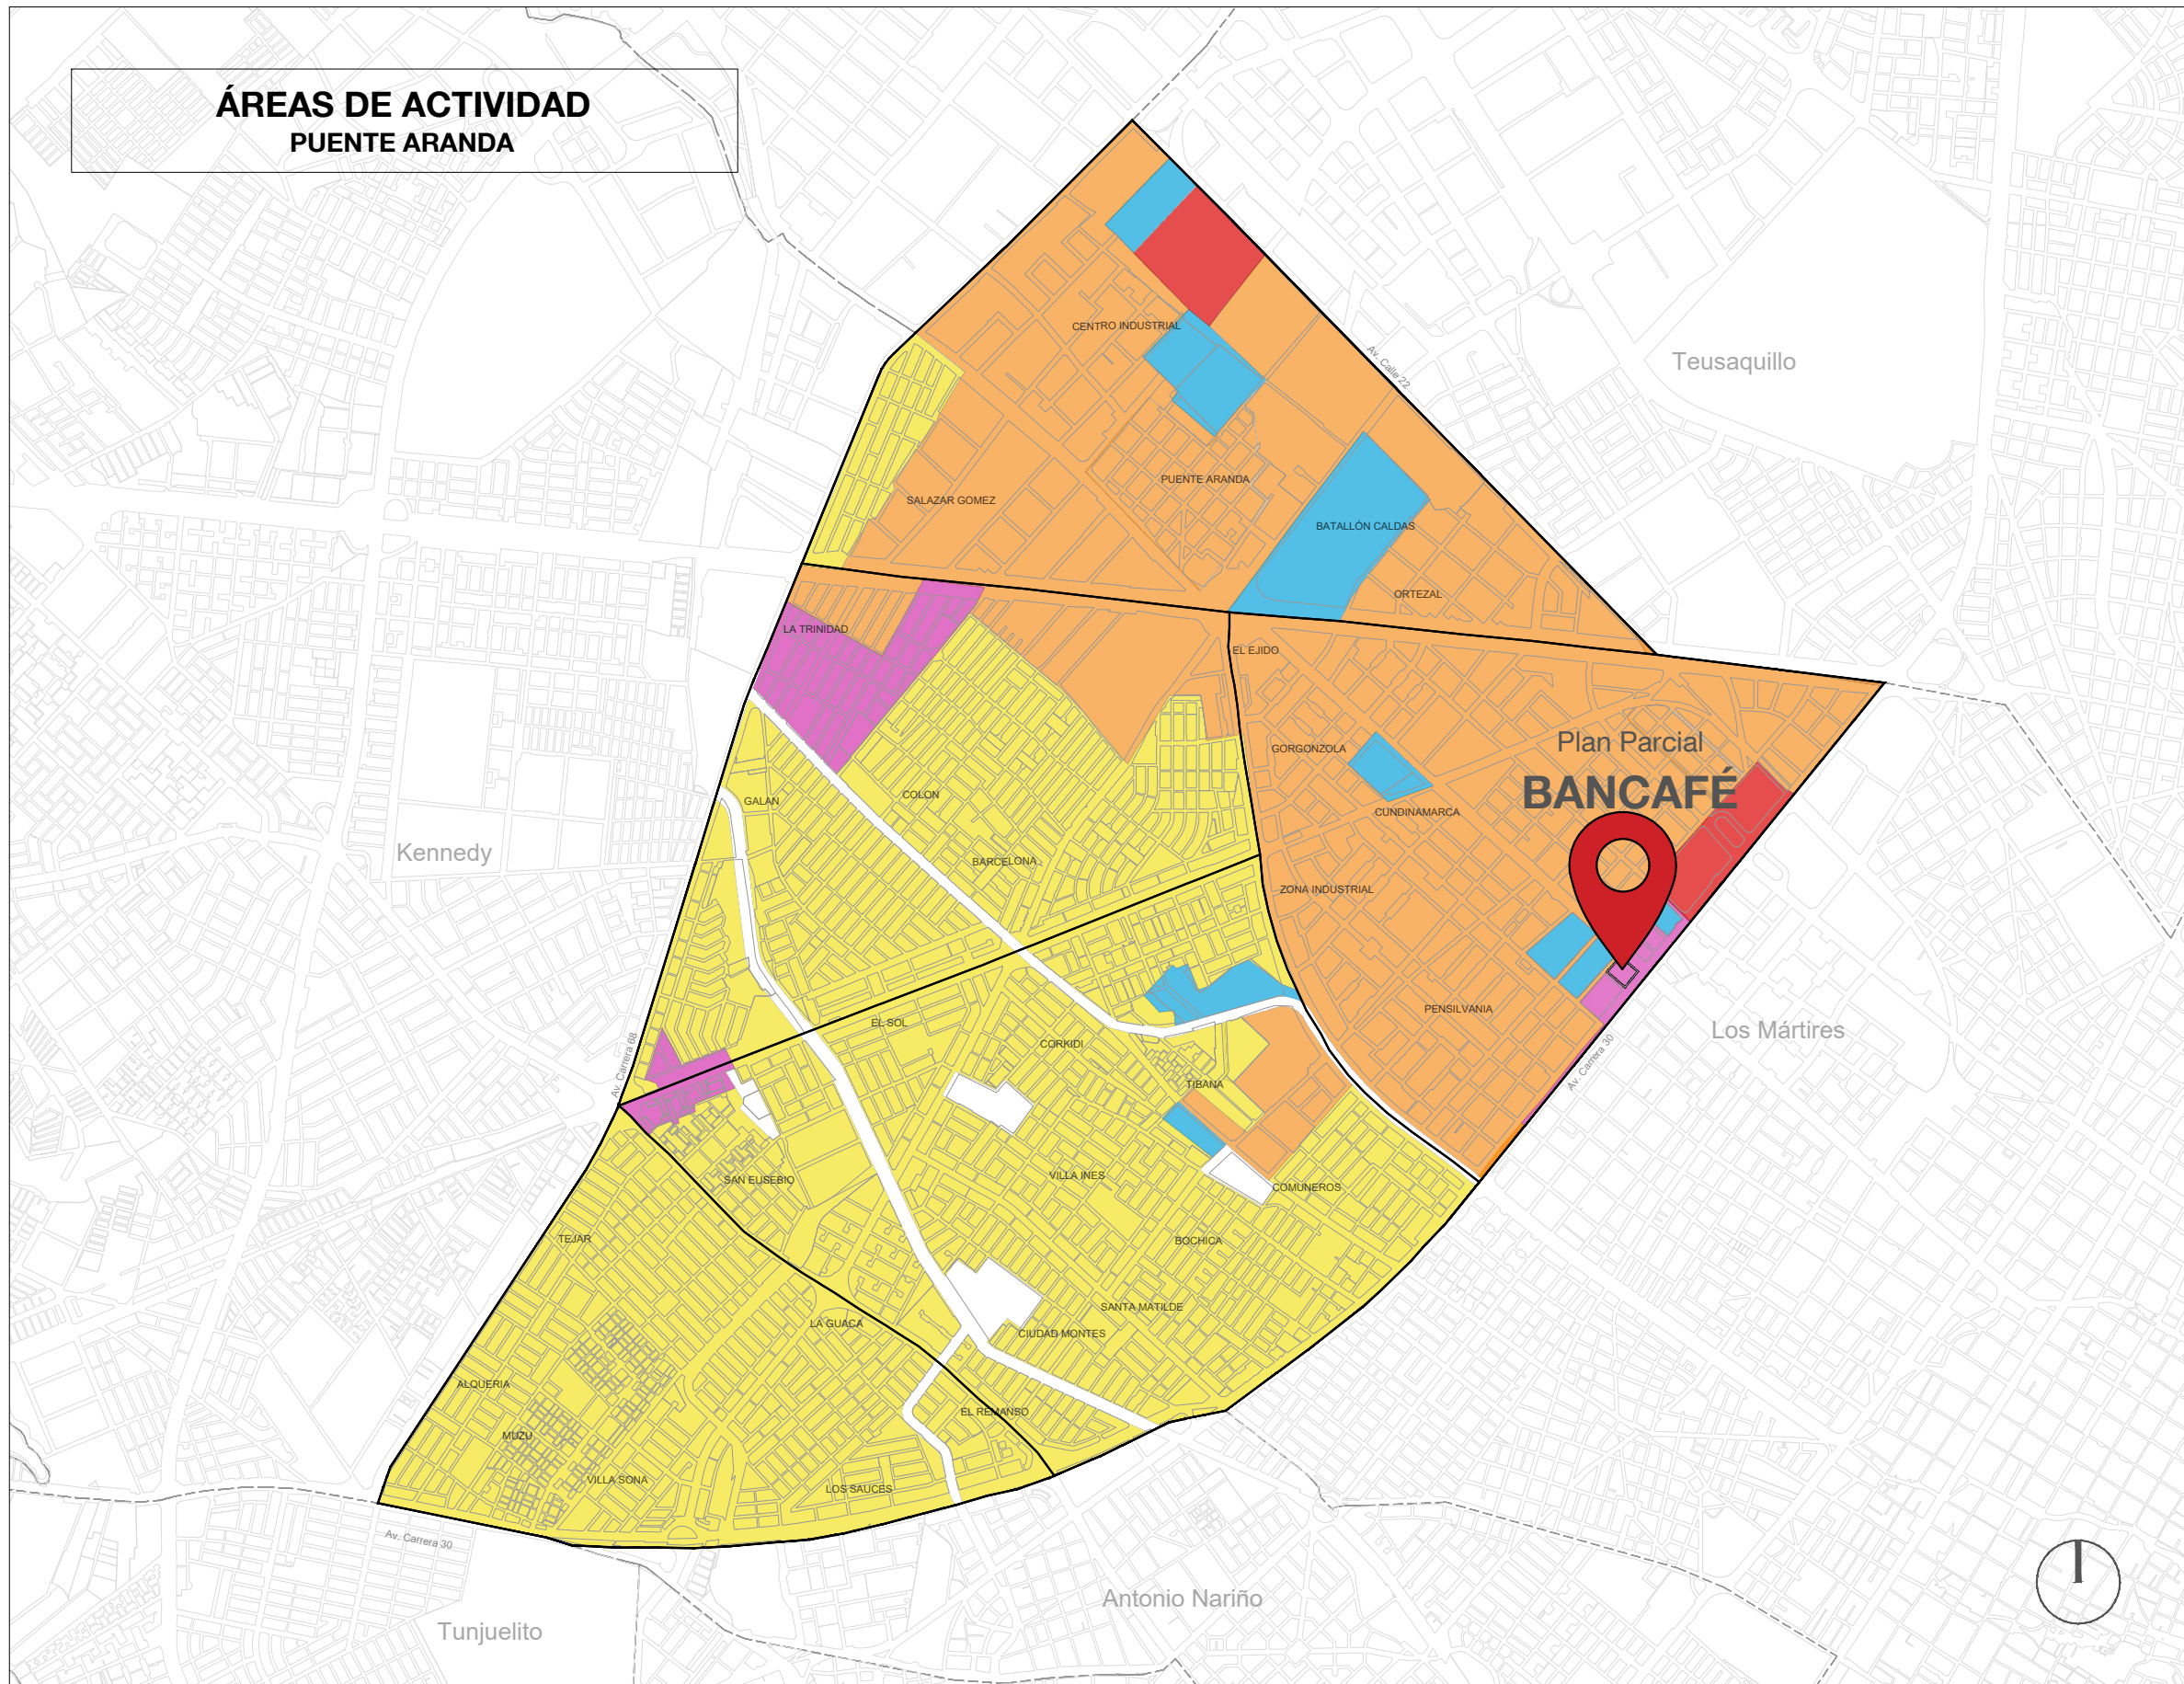 ÁREAS DE ACTIVIDAD
PUENTE ARANDA
CENTRO INDUSTRIAL
Av. Calle 22
Teusaquillo
PUENTE ARANDA
SALAZAR GOMEZ
BATALLÓN CALDAS
ORTEZAL
LA TRINIDAD
EL EJIDO
GORGONZOLA
Plan Parcial
BANCAFÉ
GALAN
COLON
CUNDINAMARCA
Kennedy
BARCELONA
ZONA INDUSTRIAL
PENSILVANIA
EL SOL
Los Mártires
CORKIDI
Av. Carrera 68
Av. Carrera 30
TIBANA
SAN EUSEBIO
VILLA INES
COMUNEROS
TEJAR
BOCHICA
SANTA MATILDE
LA GUACA
CIUDAD MONTES
ALQUERIA
EL REMANSO
MUZU
VILLA SONA
LOS SAUCES
Av. Carrera 30
Antonio Nariño
Tunjuelito